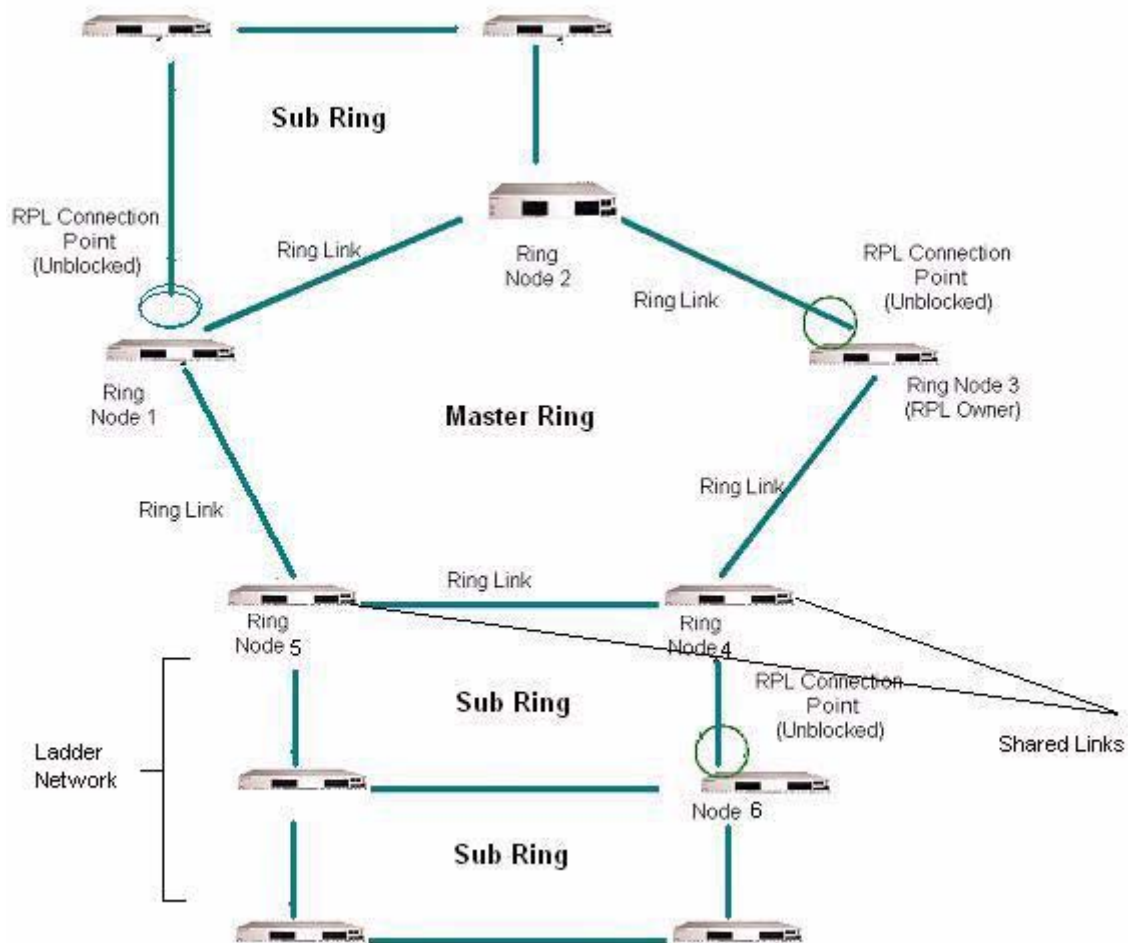 Sub Ring
RPL Connection
Point
(Unblocked)
Ring Link
Ring
Node 2
Ring Link
RPL Connection
Point
(Unblocked)
Ring
Node 1
Master Ring
Ring Node 3
(RPL Owner)
Ring Link
Ring Link
Ring Link
Ring
Node 5
Ring
Node 4
Sub Ring
RPL Connection
Point
(Unblocked)
Shared Links
Ladder
Network
Node 6
Sub Ring